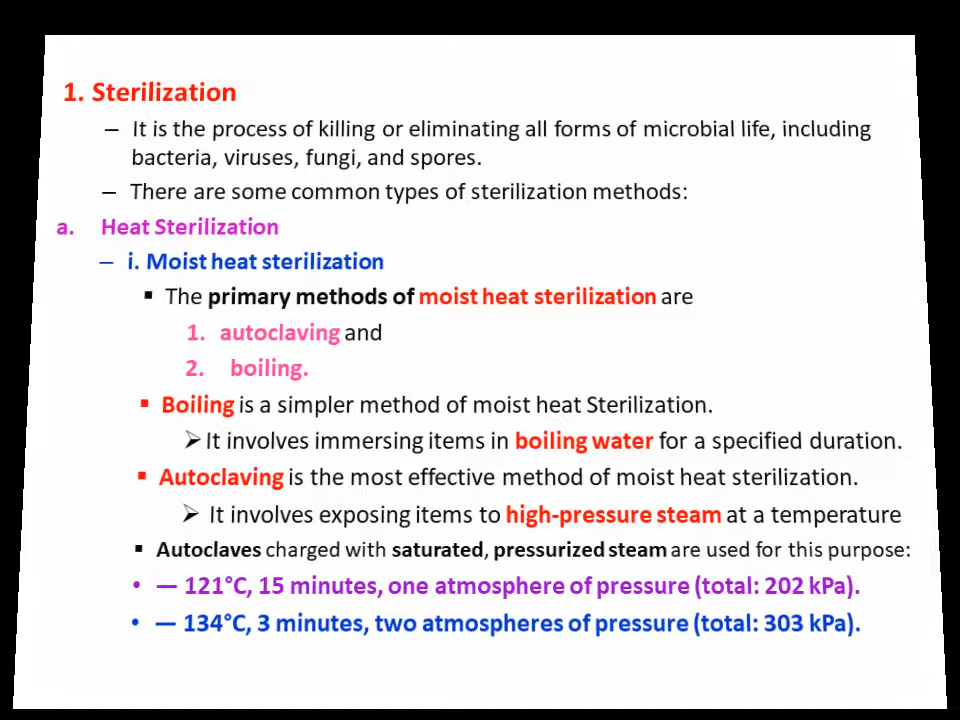 1. Sterilization
– It is the process of killing or eliminating all forms of microbial life, including
bacteria, viruses, fungi, and spores.
– There are some common types of sterilization methods:
a. Heat Sterilization
– i. Moist heat sterilization
▪ The primary methods of moist heat sterilization are
1. autoclaving and
2. boiling.
▪ Boiling is a simpler method of moist heat Sterilization.
➢It involves immersing items in boiling water for a specified duration.
▪ Autoclaving is the most effective method of moist heat sterilization.
➢ It involves exposing items to high-pressure steam at a temperature
▪ Autoclaves charged with saturated, pressurized steam are used for this purpose:
• — 121°C, 15 minutes, one atmosphere of pressure (total: 202 kPa).
• — 134°C, 3 minutes, two atmospheres of pressure (total: 303 kPa).